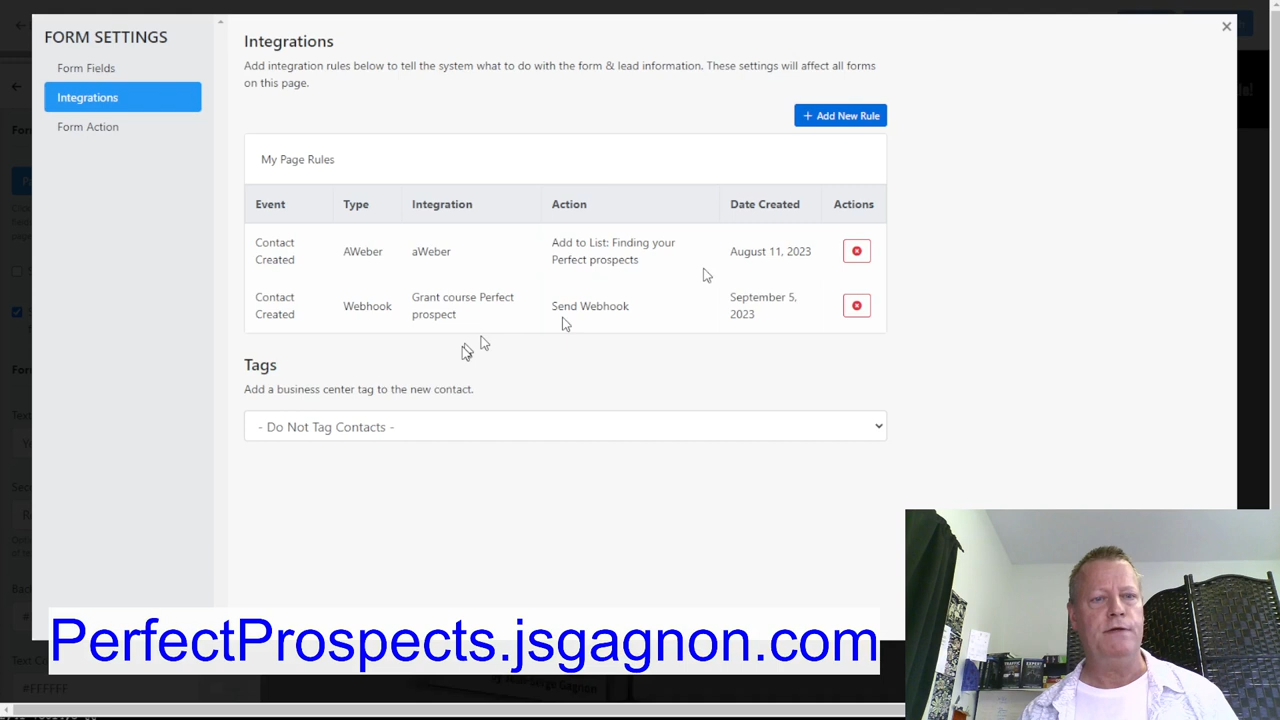 FORM SETTINGS
Form Fields
Integrations
Form Action
Integrations
Add integration rules below to tell the system what to do with the form & lead information. These settings will affect all forms
on this page.
Add New Rule
My Page Rules
Event Type Integration Action Date Created Actions
Contact
Created
AWeber
aWeber
Add to List: Finding your
Perfect prospects
August 11, 2023
Contact
Created
Webhook
Grant course Perfect
prospect
Send Webhook
September 5,
2023
Tags
Add a business center tag to the new contact.
- Do Not Tag Contacts -
PerfectProspects.jsgagnon.com
#FFFFFF